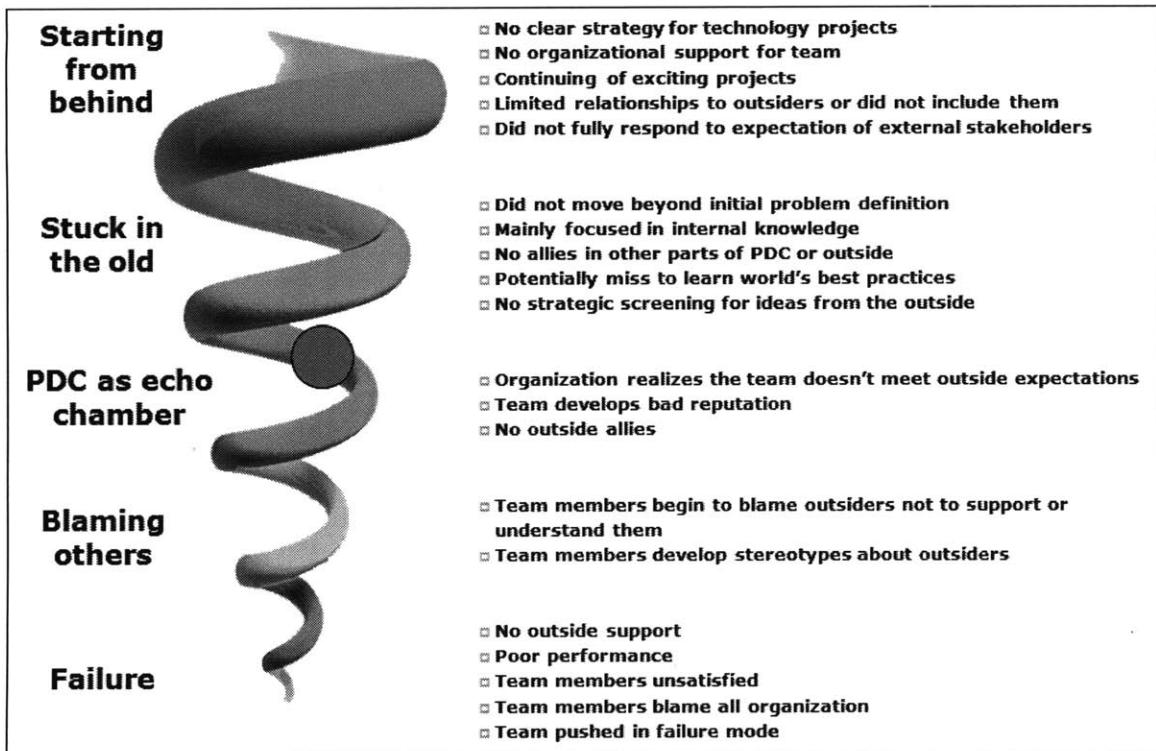 Starting
from
behind
▫ No clear strategy for technology projects
▫ No organizational support for team
▫ Continuing of exciting projects
▫ Limited relationships to outsiders or did not include them
▫ Did not fully respond to expectation of external stakeholders
Stuck in
the old
▫ Did not move beyond initial problem definition
▫ Mainly focused in internal knowledge
▫ No allies in other parts of PDC or outside
▫ Potentially miss to learn world's best practices
▫ No strategic screening for ideas from the outside
PDC as echo
chamber
▫ Organization realizes the team doesn't meet outside expectations
▫ Team develops bad reputation
▫ No outside allies
Blaming
others
▫ Team members begin to blame outsiders not to support or
understand them
▫ Team members develop stereotypes about outsiders
Failure
▫ No outside support
▫ Poor performance
▫ Team members unsatisfied
▫ Team members blame all organization
▫ Team pushed in failure mode